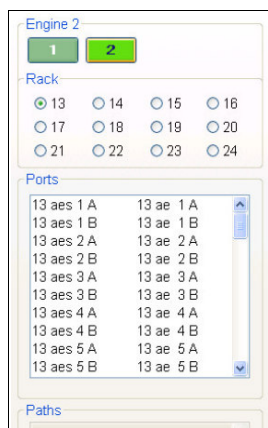 Engine 2
1 2
Rack
13 14 15 16
17 18 19 20
21 22 23 24
Ports
13 aes 1 A 13 ae 1 A
13 aes 1 B 13 ae 1 B
13 aes 2 A 13 ae 2 A
13 aes 2 B 13 ae 2 B
13 aes 3 A 13 ae 3 A
13 aes 3 B 13 ae 3 B
13 aes 4 A 13 ae 4 A
13 aes 4 B 13 ae 4 B
13 aes 5 A 13 ae 5 A
13 aes 5 B 13 ae 5 B
Paths